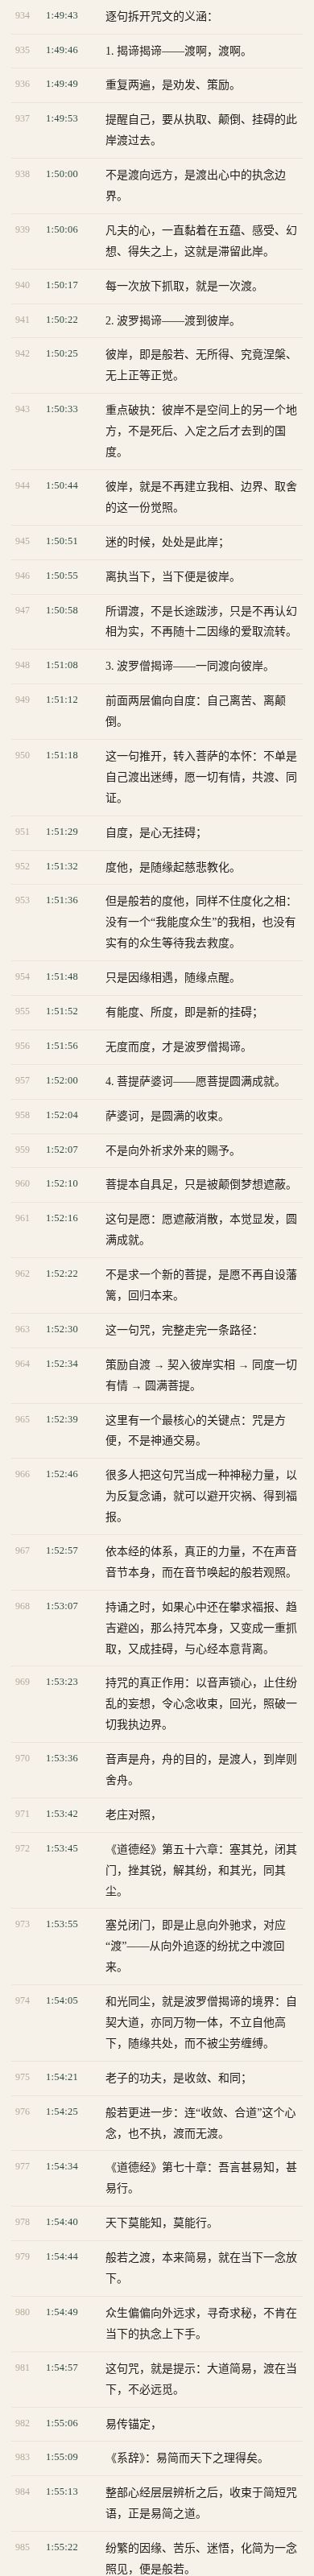 934 1:49:43 逐句拆开咒文的义涵：
935 1:49:46 1. 揭谛揭谛——渡啊，渡啊。
936 1:49:49 重复两遍，是劝发、策励。
937 1:49:53 提醒自己，要从执取、颠倒、挂碍的此
岸渡过去。
938 1:50:00 不是渡向远方，是渡出心中的执念边
界。
939 1:50:06 凡夫的心，一直黏着在五蕴、感受、幻
想、得失之上，这就是滞留此岸。
940 1:50:17 每一次放下抓取，就是一次渡。
941 1:50:22 2. 波罗揭谛——渡到彼岸。
942 1:50:25 彼岸，即是般若、无所得、究竟涅槃、
无上正等正觉。
943 1:50:33 重点破执：彼岸不是空间上的另一个地
方，不是死后、入定之后才去到的国
度。
944 1:50:44 彼岸，就是不再建立我相、边界、取舍
的这一份觉照。
945 1:50:51 迷的时候，处处是此岸；
946 1:50:55 离执当下，当下便是彼岸。
947 1:50:58 所谓渡，不是长途跋涉，只是不再认幻
相为实，不再随十二因缘的爱取流转。
948 1:51:08 3. 波罗僧揭谛——一同渡向彼岸。
949 1:51:12 前面两层偏向自度：自己离苦、离颠
倒。
950 1:51:18 这一句推开，转入菩萨的本怀：不单是
自己渡出迷缚，愿一切有情，共渡、同
证。
951 1:51:29 自度，是心无挂碍；
952 1:51:32 度他，是随缘起慈悲教化。
953 1:51:36 但是般若的度他，同样不住度化之相：
没有一个“我能度众生”的我相，也没有
实有的众生等待我去救度。
954 1:51:48 只是因缘相遇，随缘点醒。
955 1:51:52 有能度、所度，即是新的挂碍；
956 1:51:56 无度而度，才是波罗僧揭谛。
957 1:52:00 4. 菩提萨婆诃——愿菩提圆满成就。
958 1:52:04 萨婆诃，是圆满的收束。
959 1:52:07 不是向外祈求外来的赐予。
960 1:52:10 菩提本自具足，只是被颠倒梦想遮蔽。
961 1:52:16 这句是愿：愿遮蔽消散，本觉显发，圆
满成就。
962 1:52:22 不是求一个新的菩提，是愿不再自设藩
篱，回归本来。
963 1:52:30 这一句咒，完整走完一条路径：
964 1:52:34 策励自渡 → 契入彼岸实相 → 同度一切
有情 → 圆满菩提。
965 1:52:39 这里有一个最核心的关键点：咒是方
便，不是神通交易。
966 1:52:46 很多人把这句咒当成一种神秘力量，以
为反复念诵，就可以避开灾祸、得到福
报。
967 1:52:57 依本经的体系，真正的力量，不在声音
音节本身，而在音节唤起的般若观照。
968 1:53:07 持诵之时，如果心中还在攀求福报、趋
吉避凶，那么持咒本身，又变成一重抓
取，又成挂碍，与心经本意背离。
969 1:53:23 持咒的真正作用：以音声锁心，止住纷
乱的妄想，令心念收束，回光，照破一
切我执边界。
970 1:53:36 音声是舟，舟的目的，是渡人，到岸则
舍舟。
971 1:53:42 老庄对照，
972 1:53:45 《道德经》第五十六章：塞其兑，闭其
门，挫其锐，解其纷，和其光，同其
尘。
973 1:53:55 塞兑闭门，即是止息向外驰求，对应
“渡”——从向外追逐的纷扰之中渡回
来。
974 1:54:05 和光同尘，就是波罗僧揭谛的境界：自
契大道，亦同万物一体，不立自他高
下，随缘共处，而不被尘劳缠缚。
975 1:54:21 老子的功夫，是收敛、和同；
976 1:54:25 般若更进一步：连“收敛、合道”这个心
念，也不执，渡而无渡。
977 1:54:34 《道德经》第七十章：吾言甚易知，甚
易行。
978 1:54:40 天下莫能知，莫能行。
979 1:54:44 般若之渡，本来简易，就在当下一念放
下。
980 1:54:49 众生偏偏向外远求，寻奇求秘，不肯在
当下的执念上下手。
981 1:54:57 这句咒，就是提示：大道简易，渡在当
下，不必远觅。
982 1:55:06 易传锚定，
983 1:55:09 《系辞》：易简而天下之理得矣。
984 1:55:13 整部心经层层辨析之后，收束于简短咒
语，正是易简之道。
985 1:55:22 纷繁的因缘、苦乐、迷悟，化简为一念
照见，便是般若。